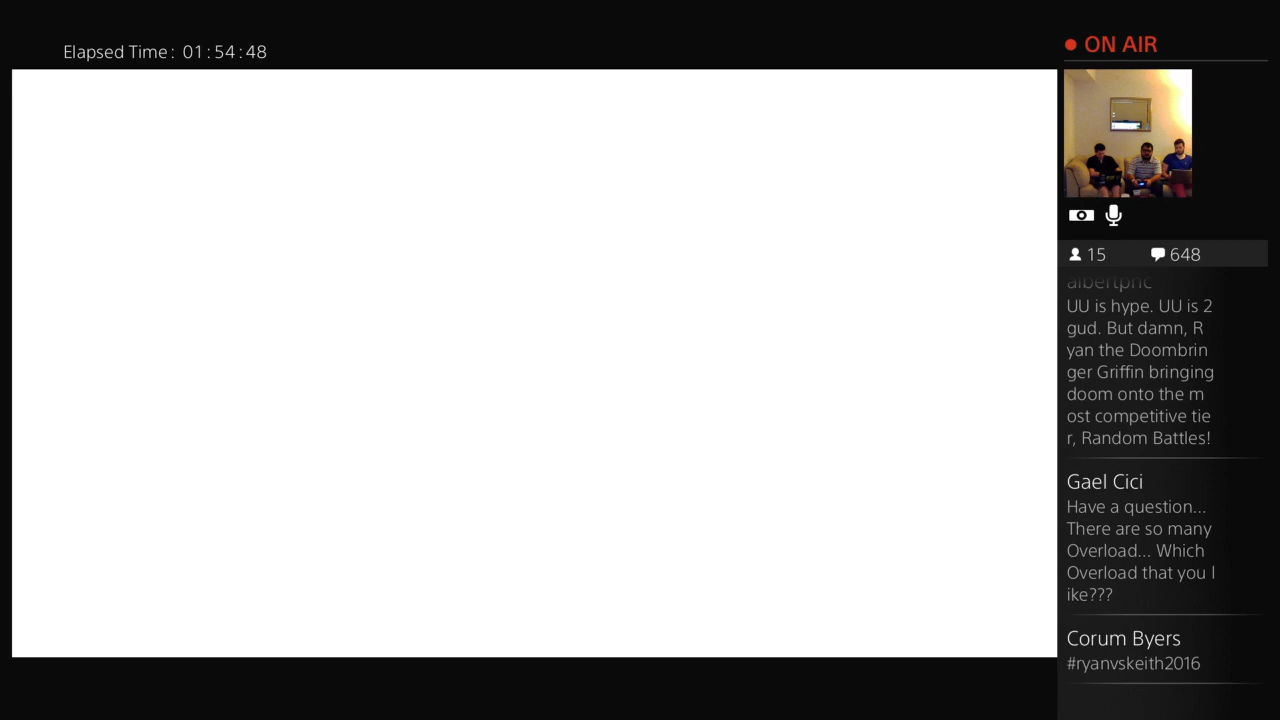 Elapsed Time: 01:54:48
ON AIR
15 648
albertpnc
UU is hype. UU is 2
gud. But damn, R
yan the Doombrin
ger Griffin bringing
doom onto the m
ost competitive tie
r, Random Battles!
Gael Cici
Have a question...
There are so many
Overload... Which
Overload that you l
ike???
Corum Byers
#ryanvskeith2016